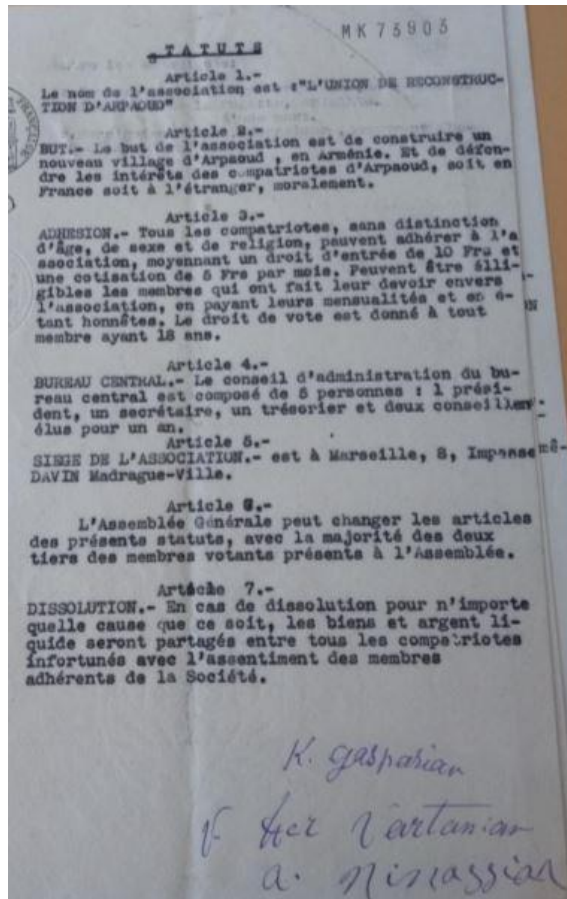 MK73903
STATUTS
Article 1.-
Le nom de l'association est :"L'UNION DE RECONSTRUC-
TION D'ARPAOUD"
Article 2.-
BUT.- Le but de l'association est de construire un
nouveau village d'Arpaoud , en Arménie. Et de défen-
dre les intérêts des compatriotes d'Arpaoud, soit en
France soit à l'étranger, moralement.
Article 3.-
ADHESION.- Tous les compatriotes, sans distinction
d'âge, de sexe et de religion, pauvent adhérer à l'a
ssociation, moyennant un droit d'entrée de 10 Frs et
une cotisation de 5 Frs par mois. Peuvent être élli-
gibles les membres qui ont fait leur devoir envers
l'association, en payant leurs mensualités et en é-
tant honnêtes. Le droit de vote est donné à tout
membre ayant 18 ans.
Article 4.-
BUREAU CENTRAL.- Le conseil d'administration du bu-
reau central est composé de 5 personnes : 1 prési-
dent, un secrétaire, un trésorier et deux conseillers
élus pour un an.
Article 5.-
SIEGE DE L'ASSOCIATION.- est à Marseille, 8, Impasse
DAVIN Madrague-Ville.
Article 6.-
L'Assemblée Générale peut changer les articles
des présents statuts, avec la majorité des deux
tiers des membres votants présents à l'Assemblée.
Article 7.-
DISSOLUTION.- En cas de dissolution pour n'importe
quelle cause que ce soit, les biens et argent li-
quide seront partagés entre tous les compatriotes
infortunés avec l'assentiment des membres
adhérents de la Société.
K. gasparian
Ter Vartanian
a. Minassian